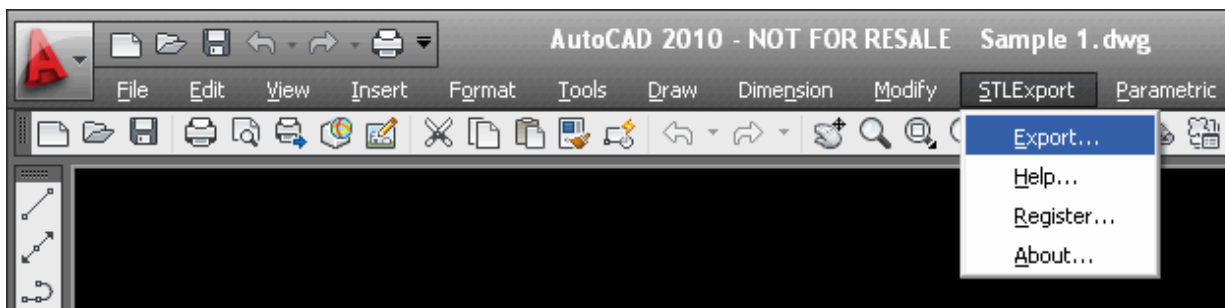 AutoCAD 2010 - NOT FOR RESALE Sample 1.dwg
File Edit View Insert Format Tools Draw Dimension Modify STLExport Parametric
Export...
Help...
Register...
About...